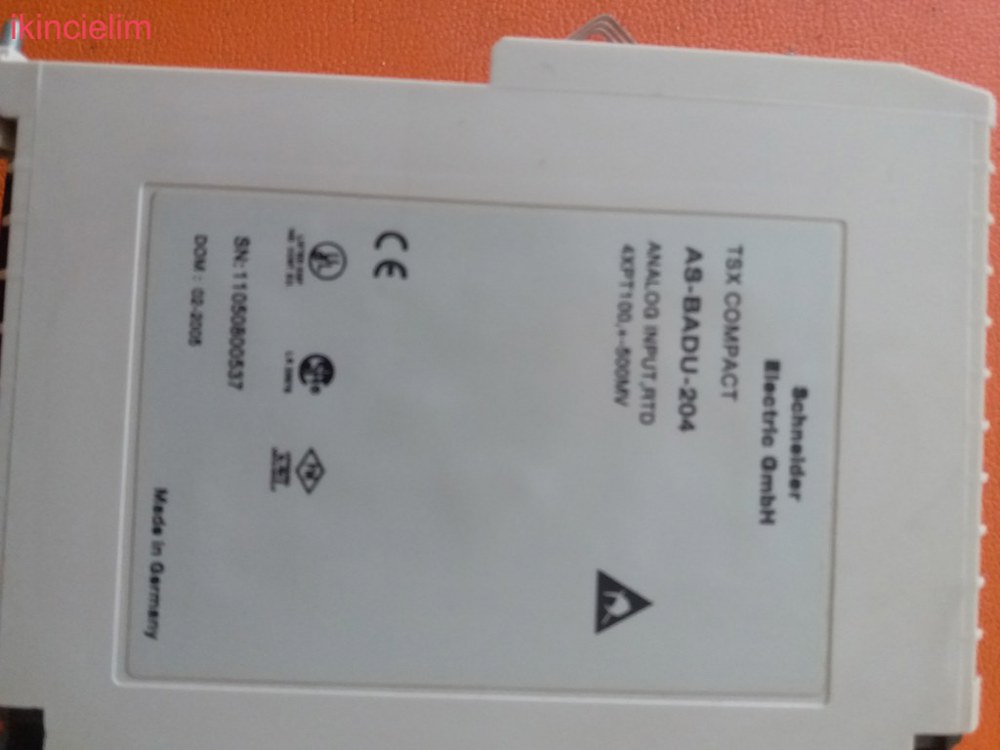 ikincielim
Schneider
Electric GmbH
TSX COMPACT
AS-BADU-204
ANALOG INPUT,RTD
4XPT100,+-500MV
CE
SN:11050800537
DOM : 02-2005
Made in Germany